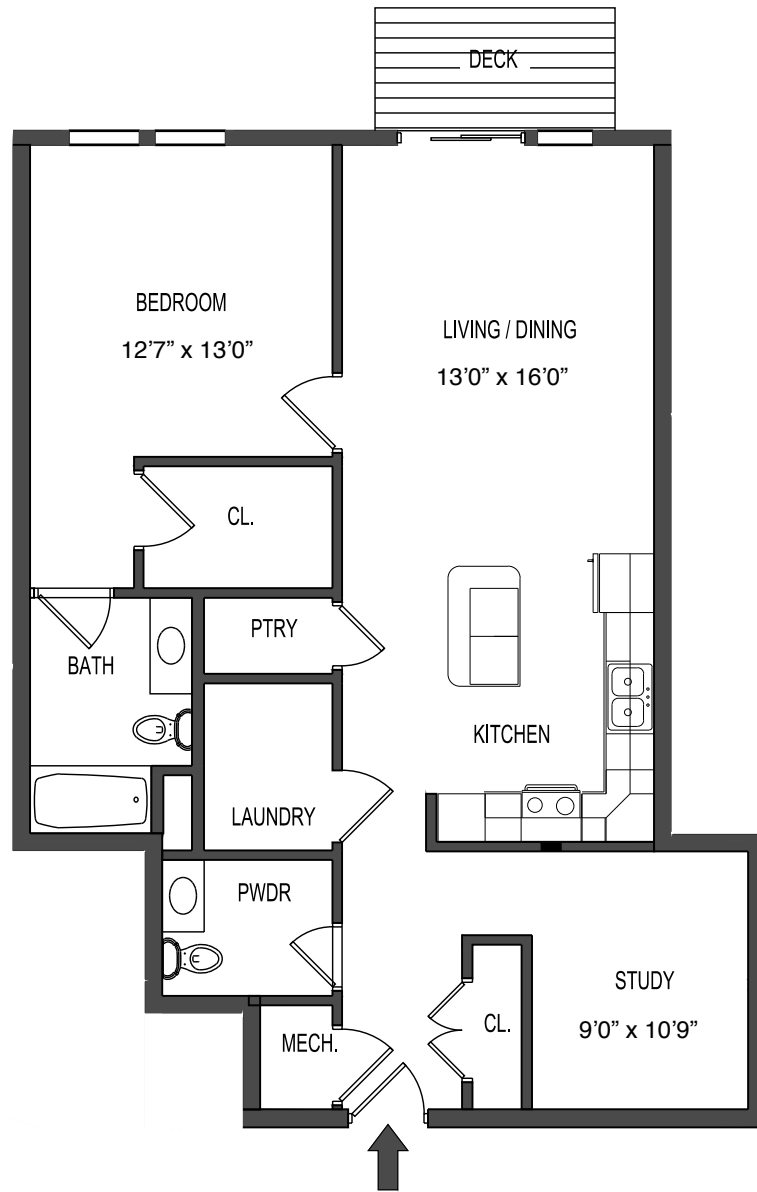 DECK
BEDROOM
12’7” x 13’0”
LIVING / DINING
13’0” x 16’0”
CL.
PTRY
BATH
KITCHEN
LAUNDRY
PWDR
STUDY
9’0” x 10’9”
CL.
MECH.